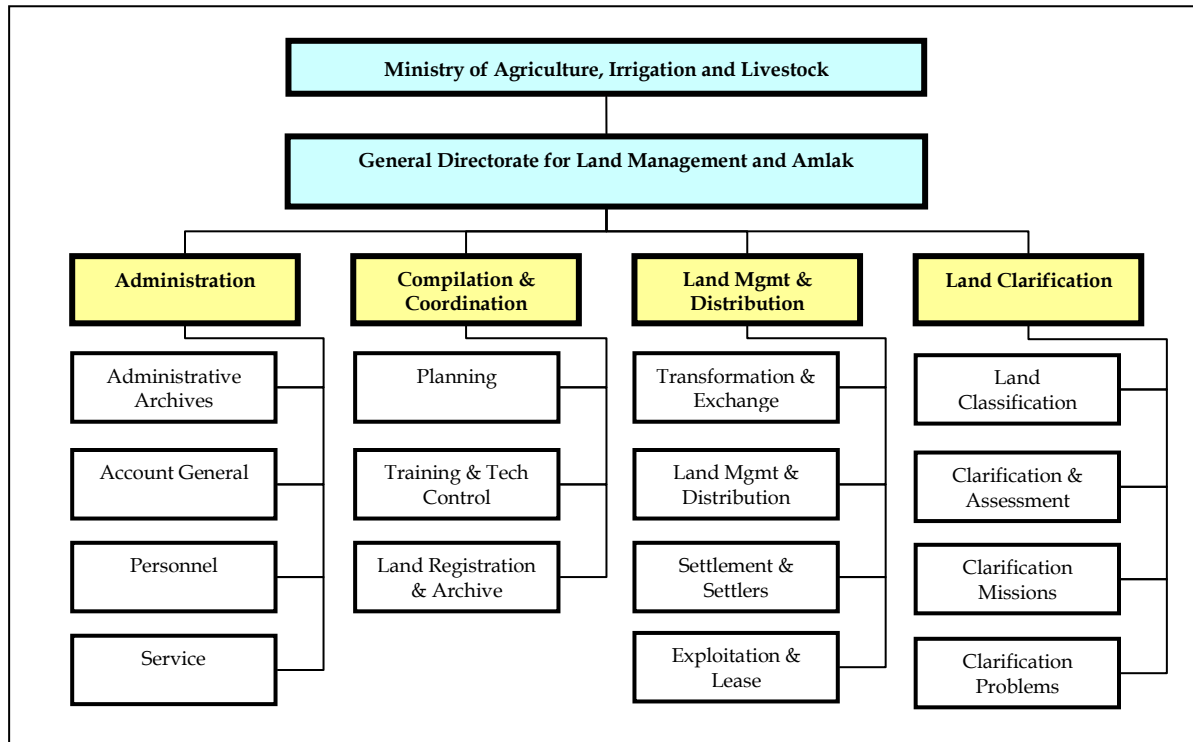 Ministry of Agriculture, Irrigation and Livestock
General Directorate for Land Management and Amlak
Administration
Administrative
Archives
Account General
Personnel
Service
Compilation &
Coordination
Planning
Training & Tech
Control
Land Registration
& Archive
Land Mgmt &
Distribution
Transformation &
Exchange
Land Mgmt &
Distribution
Settlement &
Settlers
Exploitation &
Lease
Land Clarification
Land
Classification
Clarification &
Assessment
Clarification
Missions
Clarification
Problems